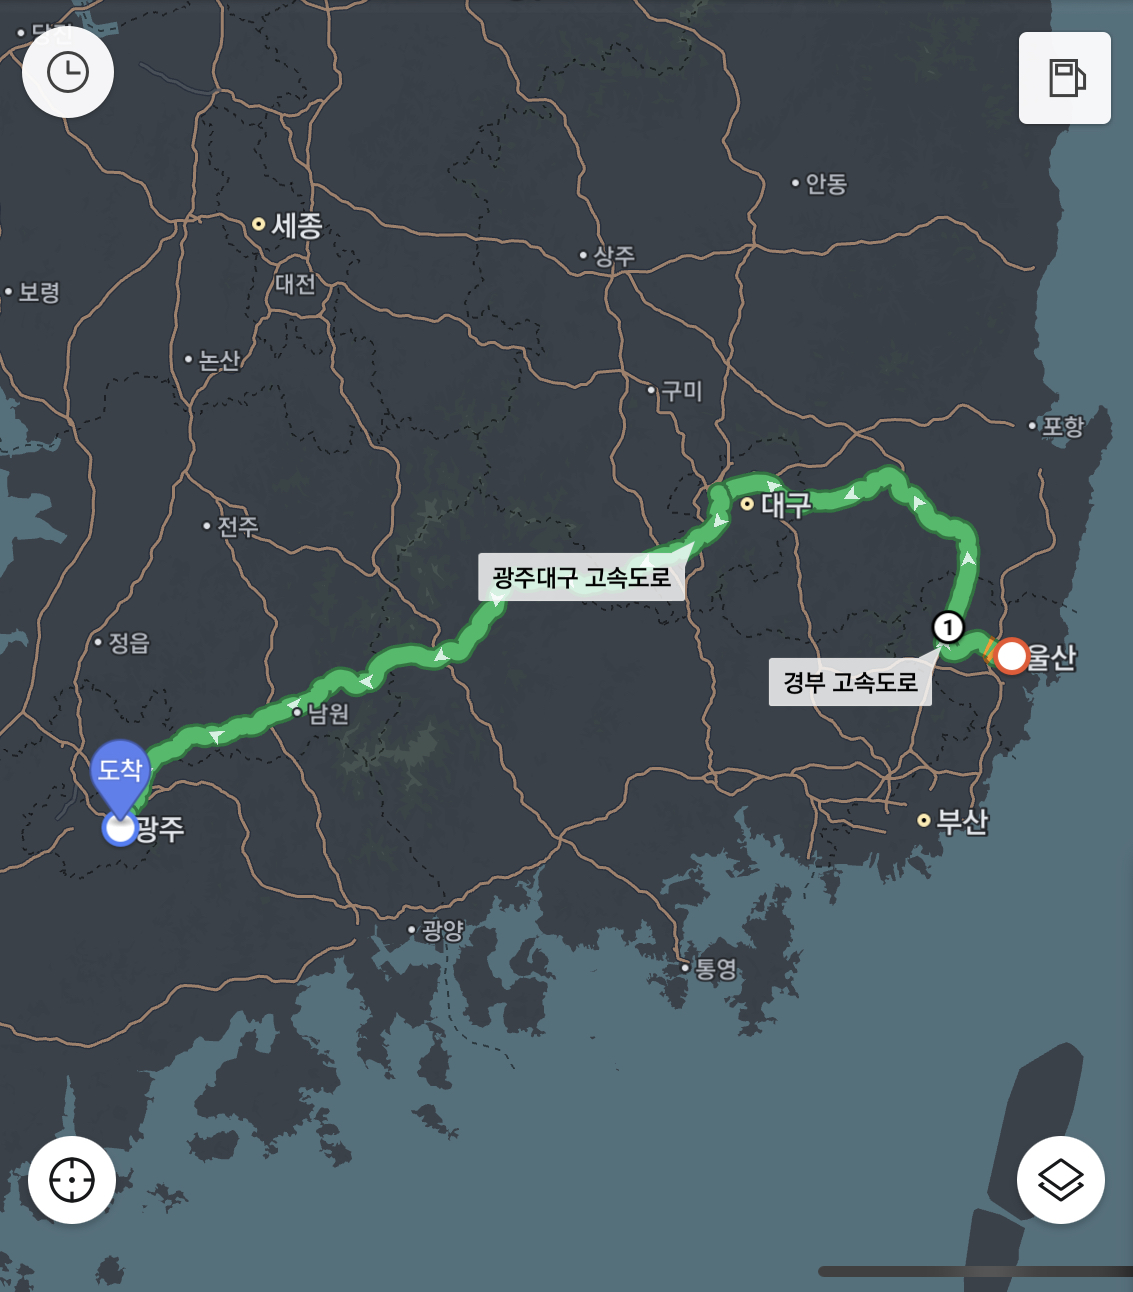 당진
안동
세종
상주
대전
보령
논산
구미
포항
대구
전주
광주대구 고속도로
1
정읍
울산
경부 고속도로
남원
도착
광주
부산
광양
통영